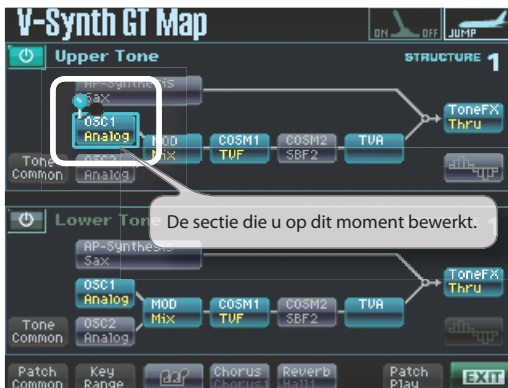 V-Synth GT Map
ON OFF JUMP
Upper Tone
STRUCTURE 1
AP-Synthesis
Sax
OSC1
Analog
MOD
Mix
COSM1
TVF
COSM2
SBF2
TVA
ToneFX
Thru
Tone
Common
OSC2
Analog
De sectie die u op dit moment bewerkt.
Lower Tone
1
AP-Synthesis
Sax
OSC1
Analog
MOD
Mix
COSM1
TVF
COSM2
SBF2
TVA
ToneFX
Thru
Tone
Common
OSC2
Analog
Patch
Common
Key
Range
Chorus
Chorus1
Reverb
Hall1
Patch
Play
EXIT